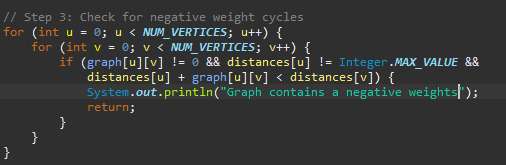 // Step 3: Check for negative weight cycles
for (int u = 0; u < NUM_VERTICES; u++) {
for (int v = 0; v < NUM_VERTICES; v++) {
if (graph[u][v] != 0 && distances[u] != Integer.MAX_VALUE &&
distances[u] + graph[u][v] < distances[v]) {
System.out.println("Graph contains a negative weights");
return;
}
}
}